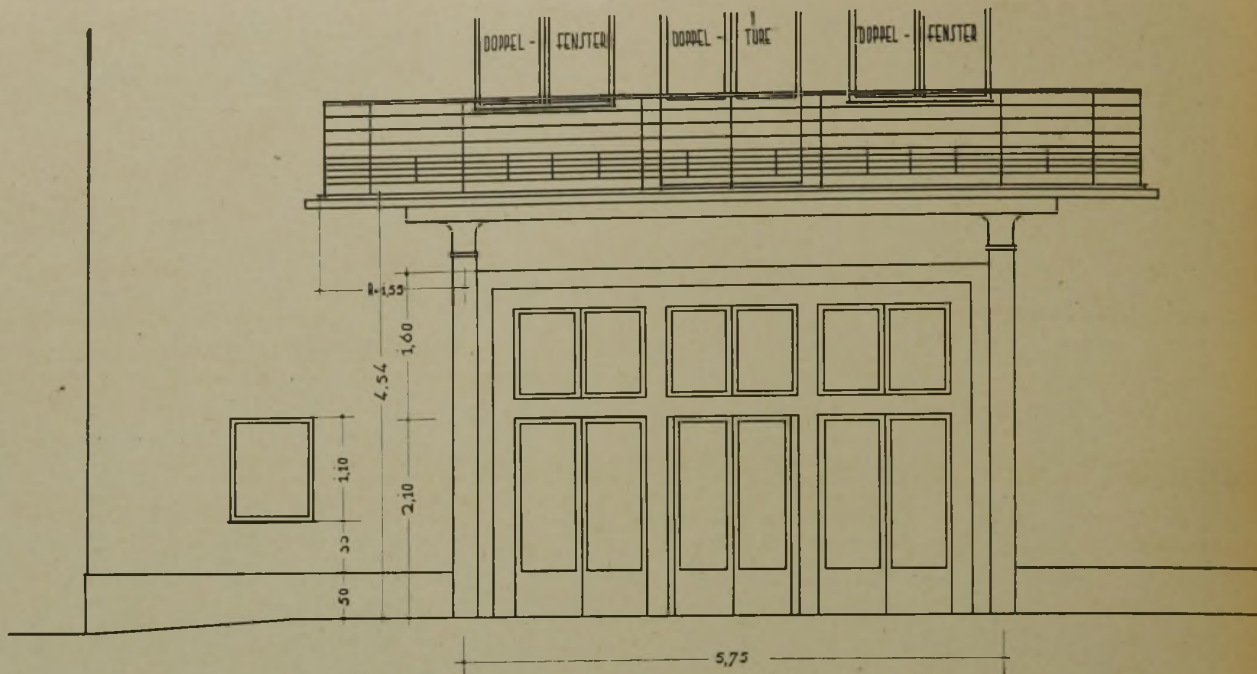 DOPPEL - FENSTER
DOPPEL - TÜRE
DOPPEL - FENSTER
R=1,55
1,60
4,54
1,10
2,10
50
5,75